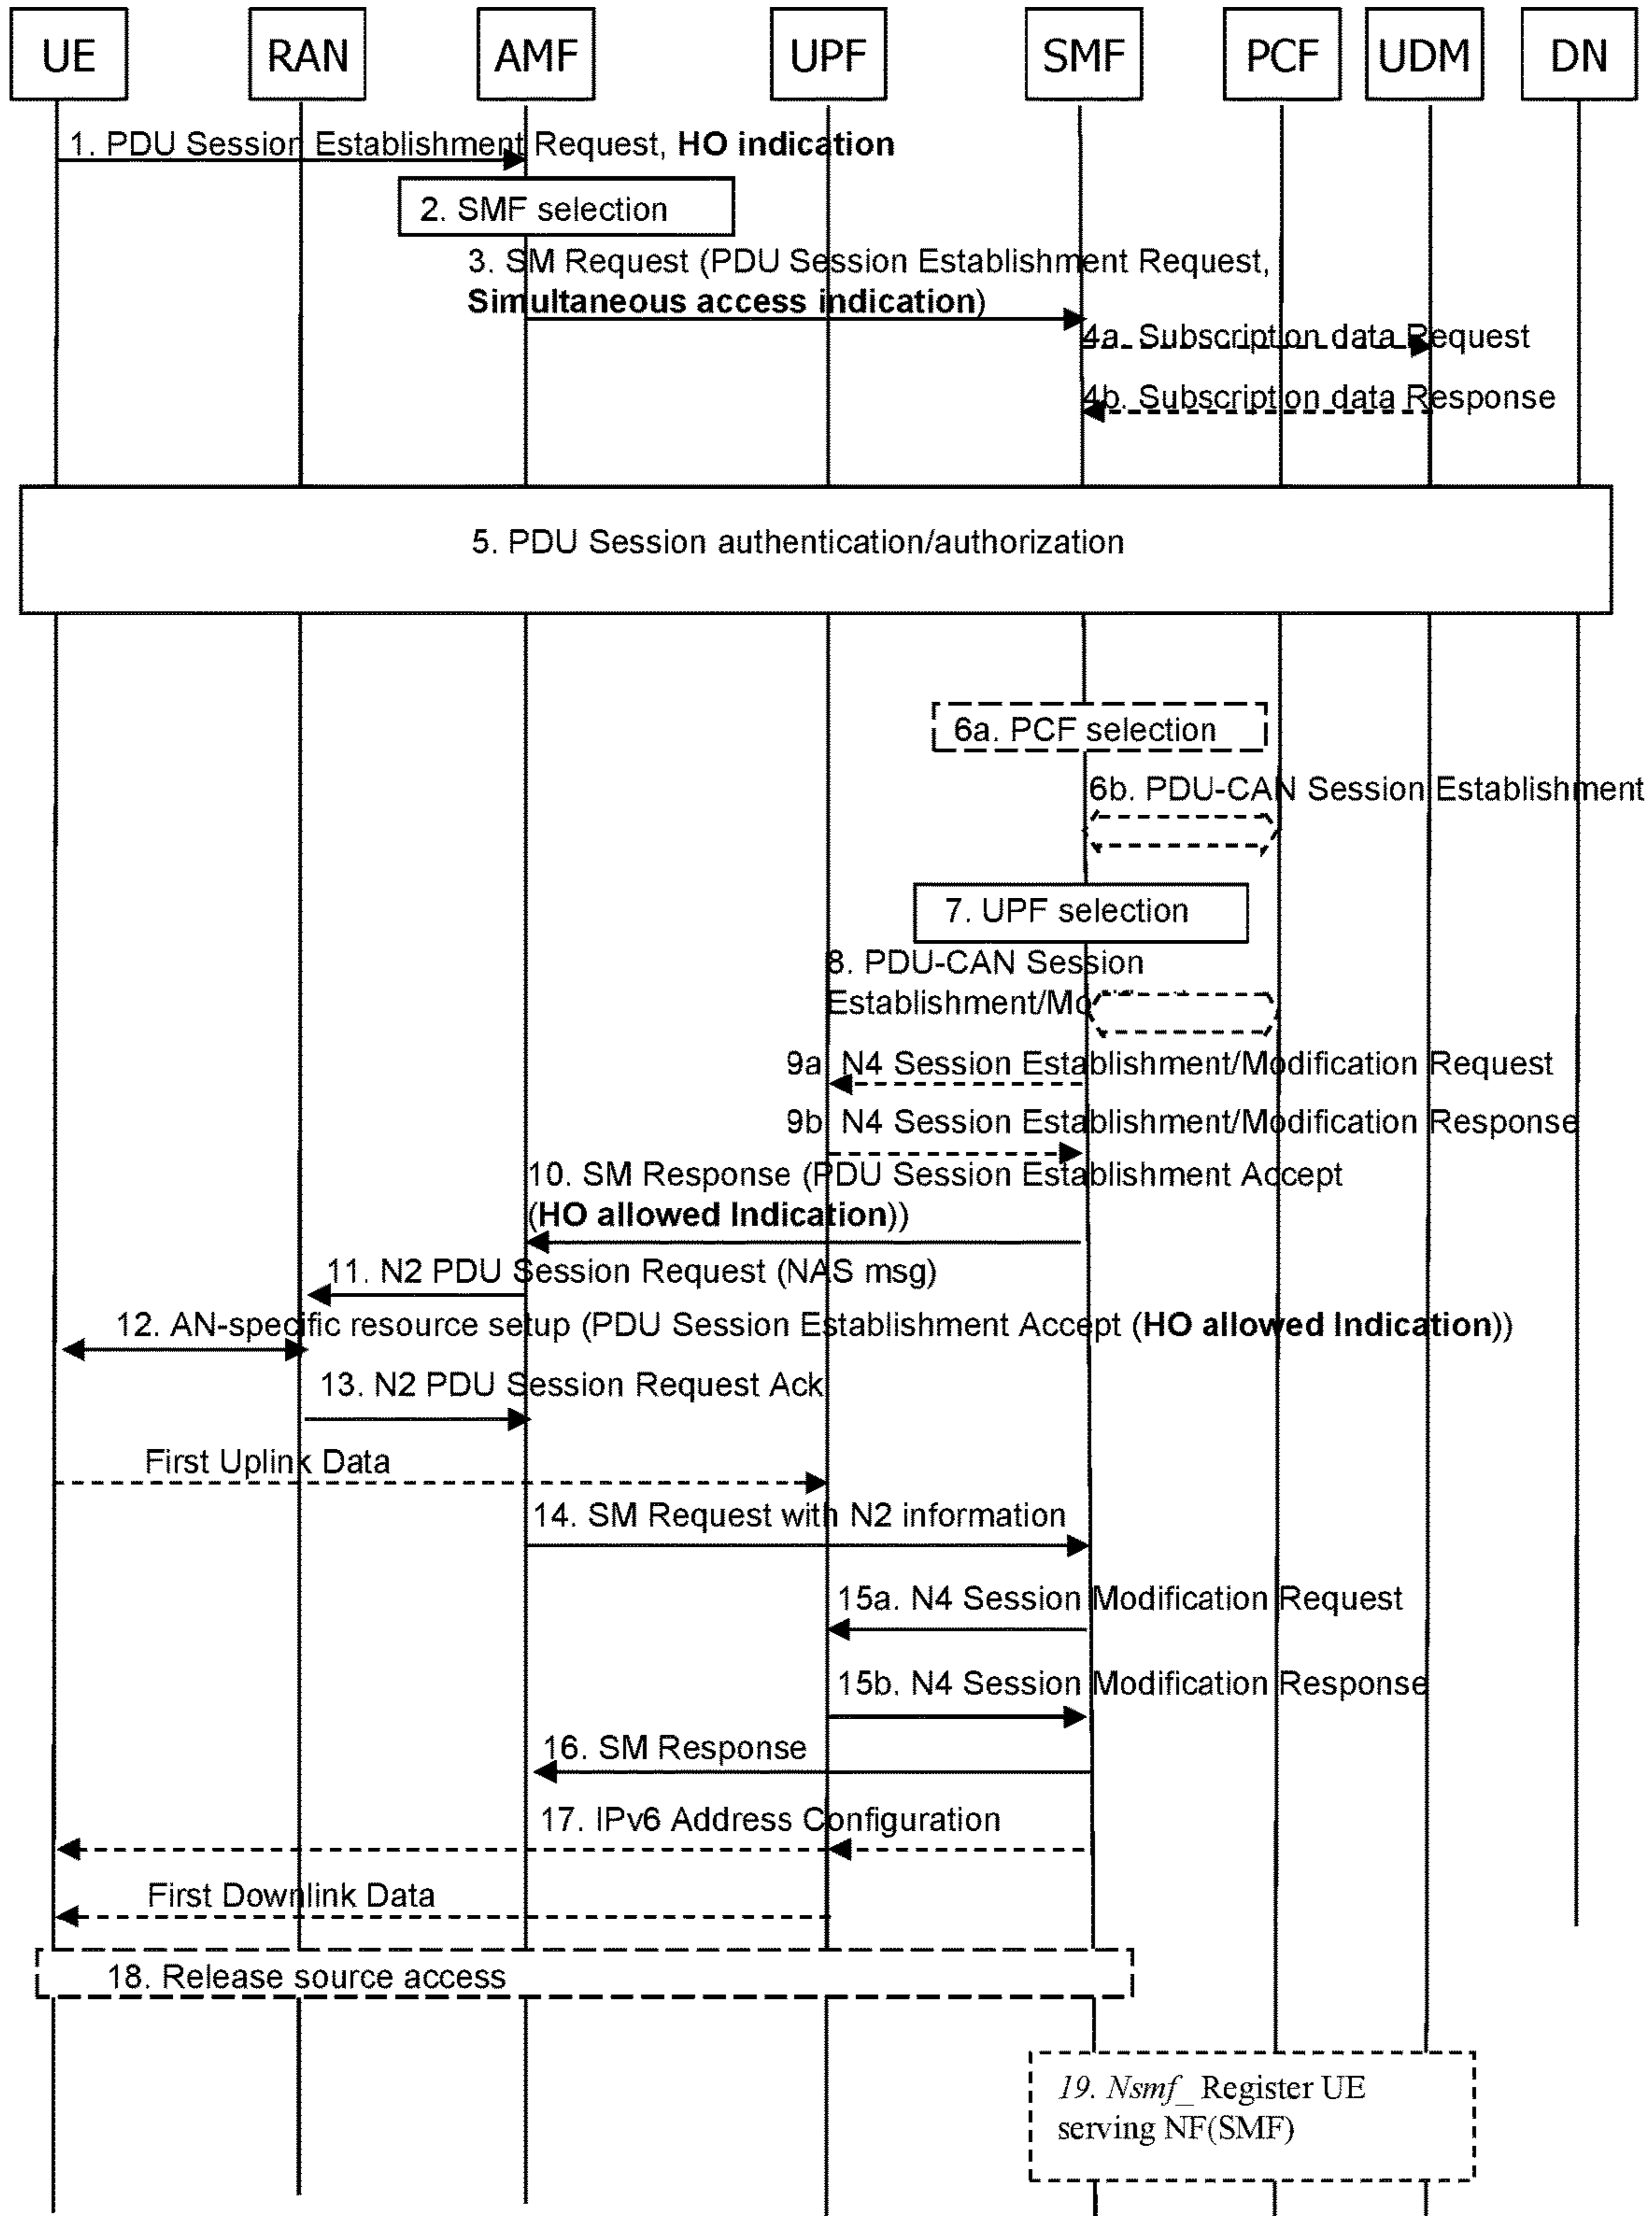 UE RAN AMF UPF SMF PCF UDM DN
1. PDU Session Establishment Request, HO indication
2. SMF selection
3. SM Request (PDU Session Establishment Request,
Simultaneous access indication)
4a. Subscription data Request
4b. Subscription data Response
5. PDU Session authentication/authorization
6a. PCF selection
6b. PDU-CAN Session Establishment
7. UPF selection
8. PDU-CAN Session
Establishment/Mo
9a N4 Session Establishment/Modification Request
9b N4 Session Establishment/Modification Response
10. SM Response (PDU Session Establishment Accept
(HO allowed Indication))
11. N2 PDU Session Request (NAS msg)
12. AN-specific resource setup (PDU Session Establishment Accept (HO allowed Indication))
13. N2 PDU Session Request Ack
First Uplink Data
14. SM Request with N2 information
15a. N4 Session Modification Request
15b. N4 Session Modification Response
16. SM Response
17. IPv6 Address Configuration
First Downlink Data
18. Release source access
19. Nsmf_Register UE
serving NF(SMF)